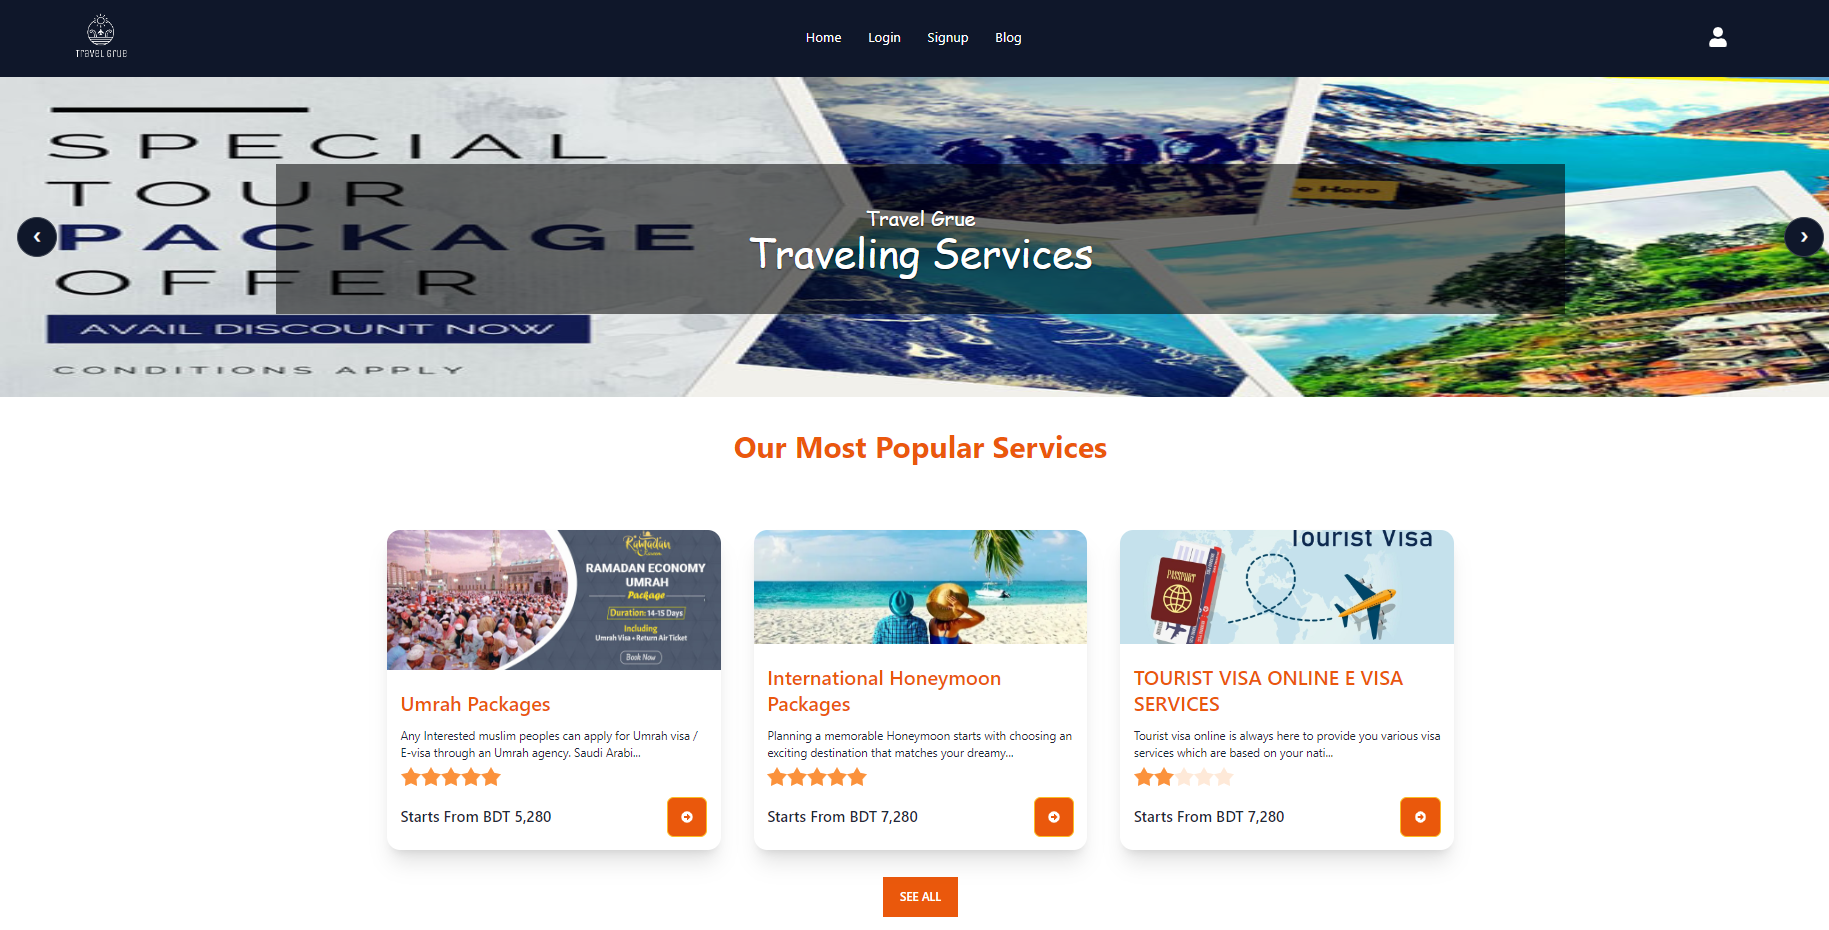 Travel Grue
Home
Login
Signup
Blog
SPECIAL
TOUR
PACKAGE
OFFER
AVAIL DISCOUNT NOW
CONDITIONS APPLY
e Here
Travel Grue
Traveling Services
Our Most Popular Services
Ramadan
RAMADAN ECONOMY
UMRAH
Package
Duration: 14-15 Days
Including
Umrah Visa + Return Air Ticket
Book Now
Umrah Packages
Any Interested muslim peoples can apply for Umrah visa /
E-visa through an Umrah agency. Saudi Arabi...
Starts From BDT 5,280
International Honeymoon
Packages
Planning a memorable Honeymoon starts with choosing an
exciting destination that matches your dreamy...
Starts From BDT 7,280
Tourist Visa
PASSPORT
TOURIST VISA ONLINE E VISA
SERVICES
Tourist visa online is always here to provide you various visa
services which are based on your nati...
Starts From BDT 7,280
SEE ALL